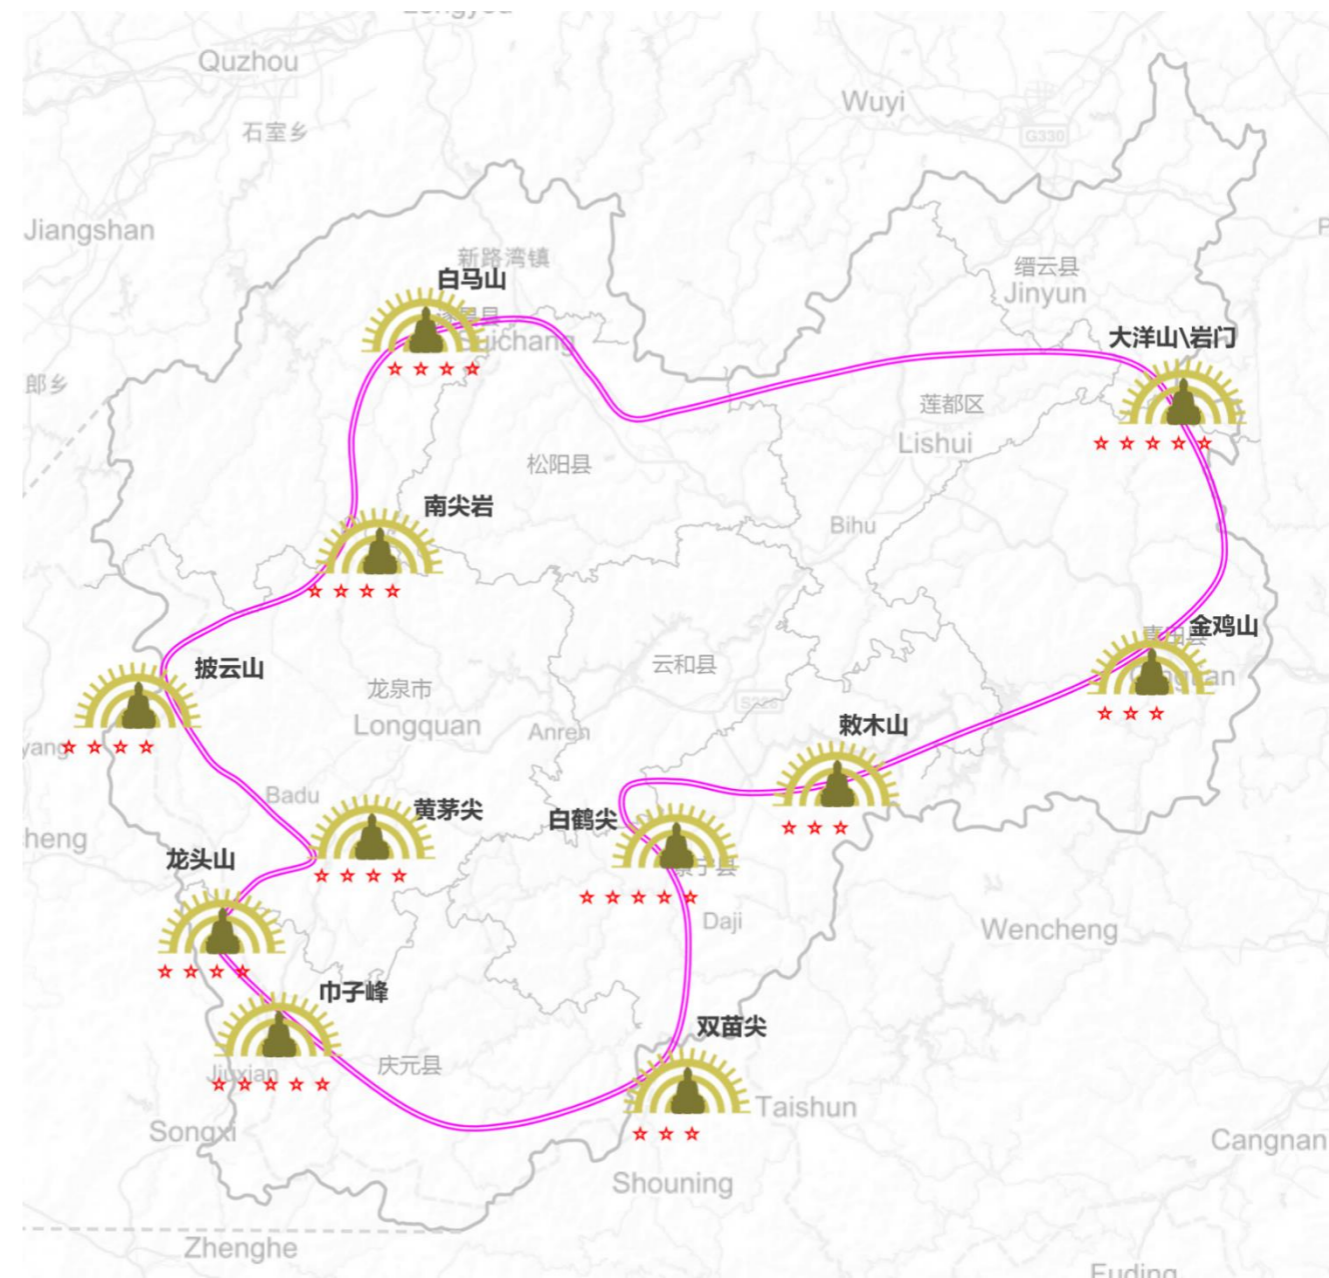 Quzhou
Wuyi
石室乡
G330
Jiangshan
新路湾镇
白马山
缙云县
Jinyun
大洋山\岩门
郎乡
莲都区
Lishui
松阳县
南尖岩
Bihu
金鸡山
云和县
披云山
龙泉市
Longquan
Anren
敕木山
Badu
黄茅尖
白鹤尖
龙头山
Daji
Wencheng
巾子峰
双苗尖
庆元县
Jiuxian
Taishun
Songxi
Cangnan
Shouning
Zhenghe
Fuding